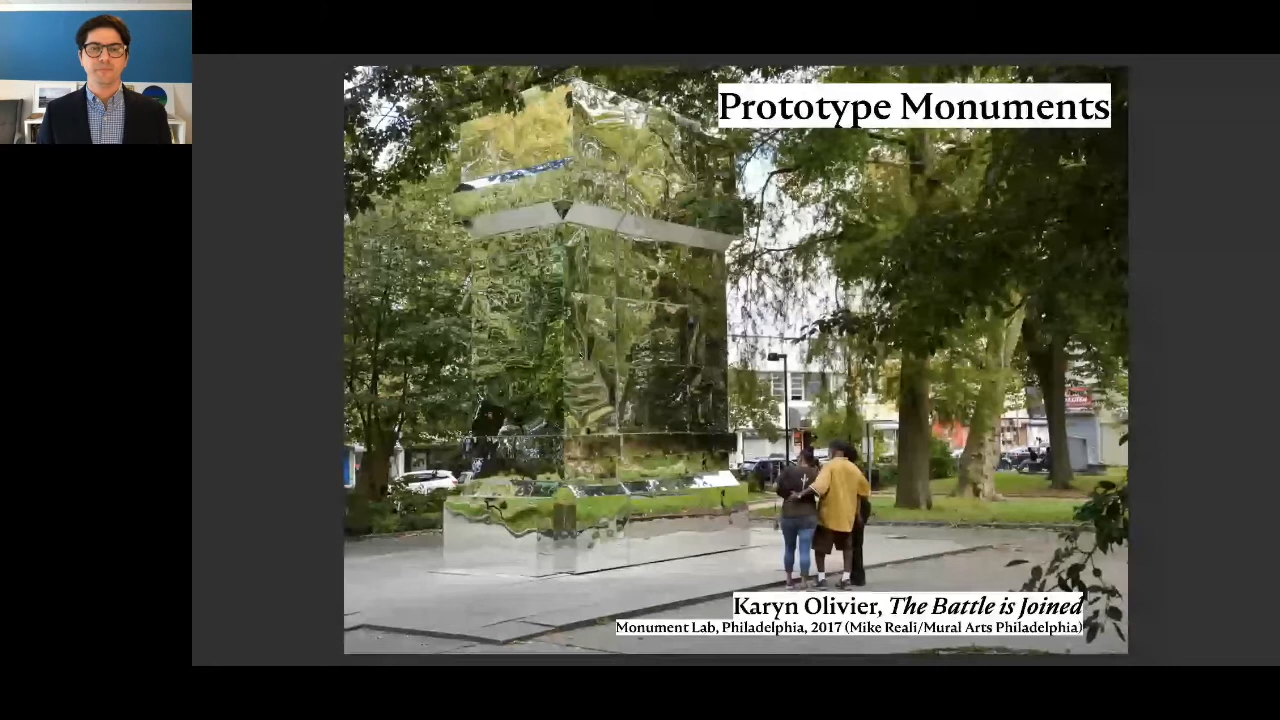 Prototype Monuments
Karyn Olivier, The Battle is Joined
Monument Lab, Philadelphia, 2017 (Mike Reali/Mural Arts Philadelphia)